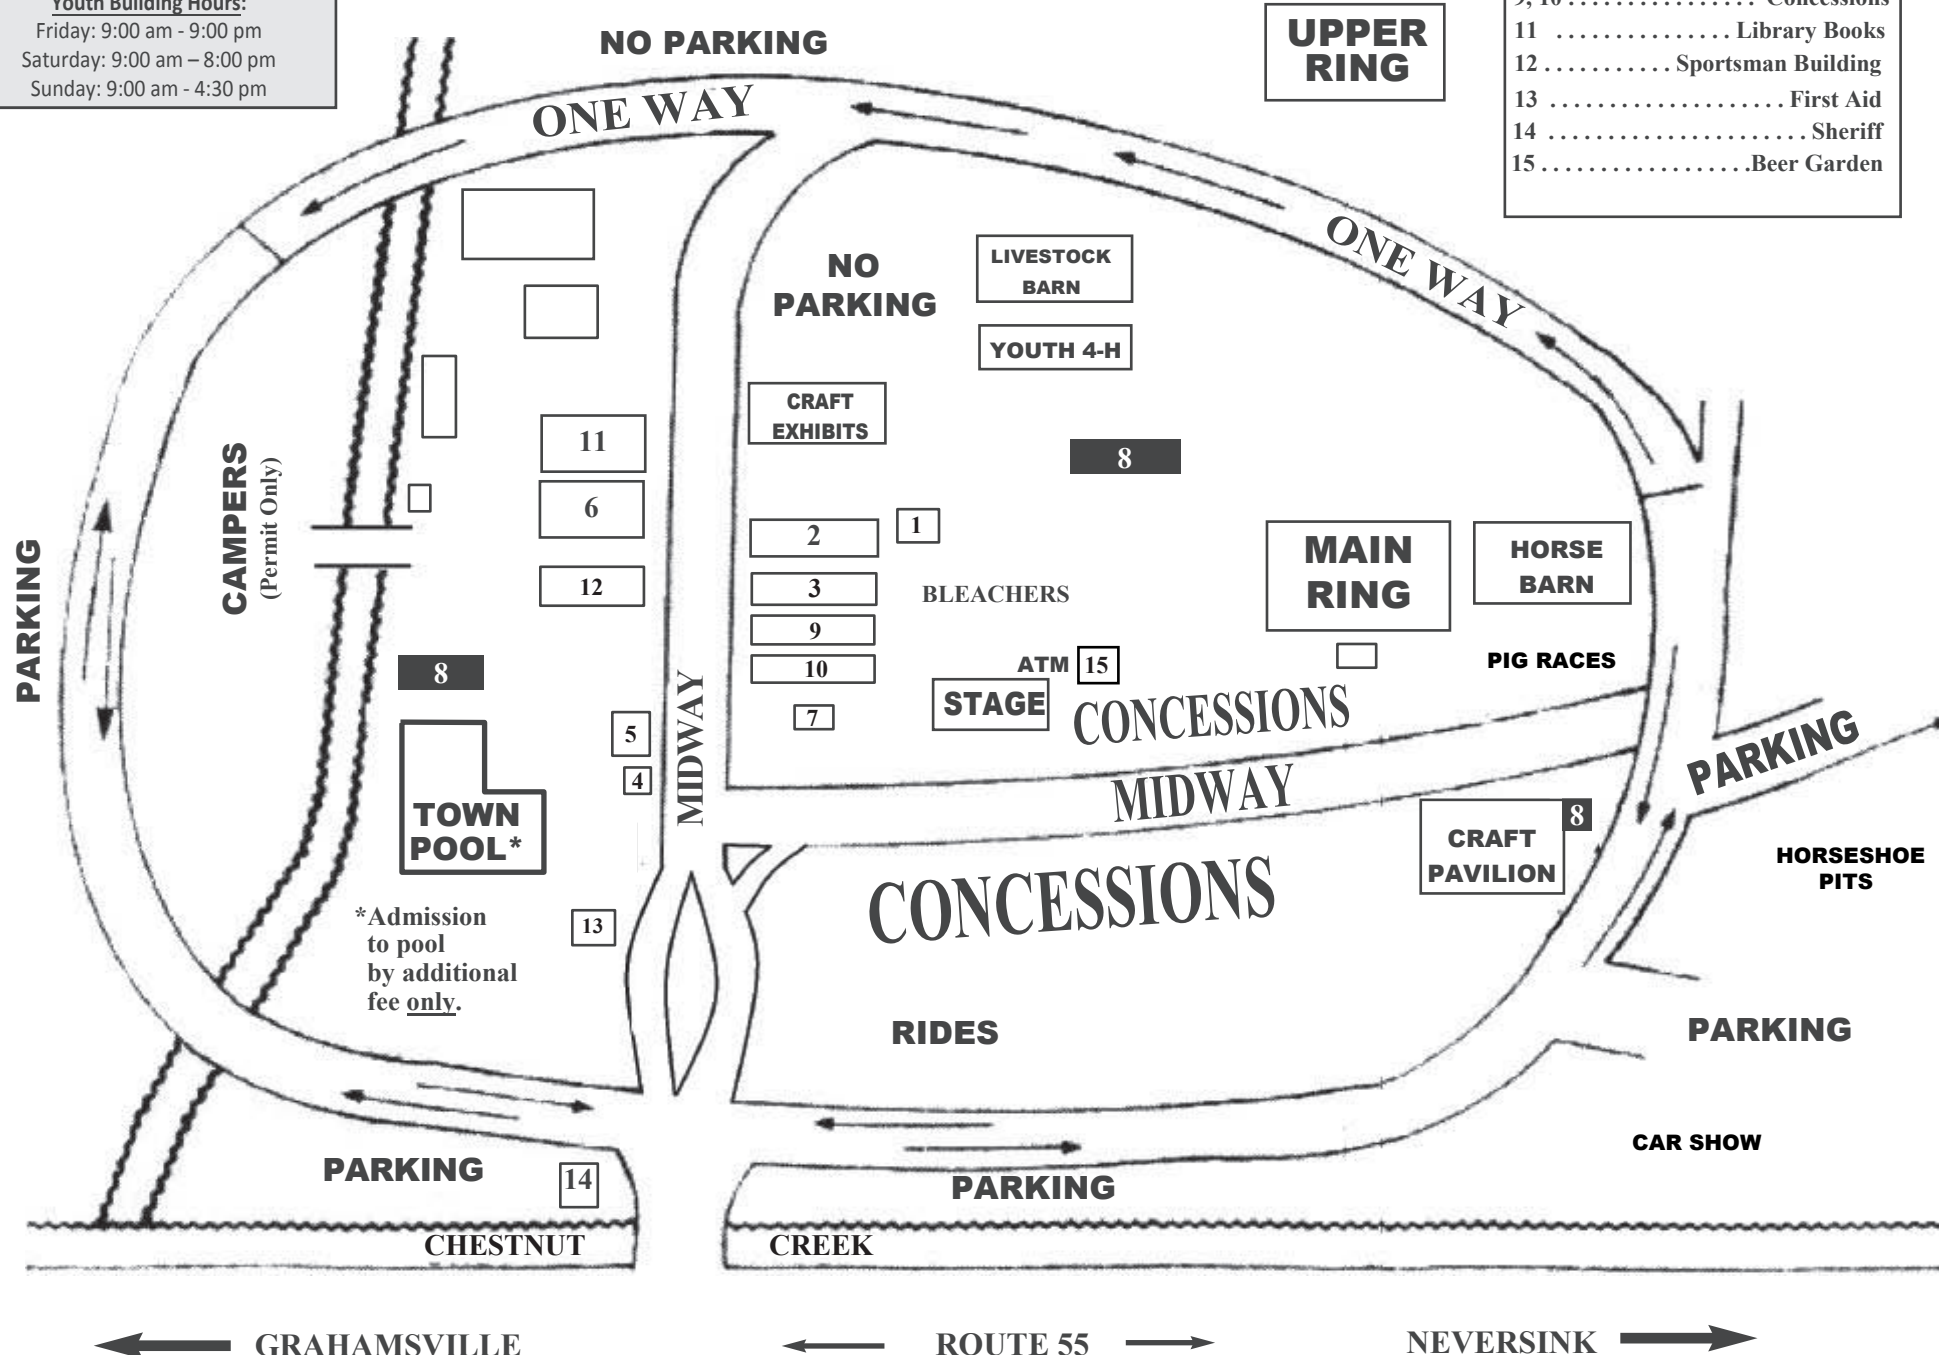 Youth Building Hours:
Friday: 9:00 am - 9:00 pm
Saturday: 9:00 am – 8:00 pm
Sunday: 9:00 am - 4:30 pm
NO PARKING
UPPER
RING
9, 10 . . . . . . . . . . . . . . . . Concessions
11 . . . . . . . . . . . . . . . Library Books
12 . . . . . . . . . . . Sportsman Building
13 . . . . . . . . . . . . . . . . . . . . First Aid
14 . . . . . . . . . . . . . . . . . . . . . . Sheriff
15 . . . . . . . . . . . . . . . . . .Beer Garden
ONE WAY
ONE WAY
NO
PARKING
LIVESTOCK
BARN
YOUTH 4-H
CRAFT
EXHIBITS
8
11
6
12
2
1
3
9
10
7
BLEACHERS
ATM
15
STAGE
MAIN
RING
HORSE
BARN
PIG RACES
PARKING
CAMPERS
(Permit Only)
8
5
4
MIDWAY
CONCESSIONS
MIDWAY
PARKING
TOWN
POOL*
CRAFT
PAVILION
8
HORSESHOE
PITS
CONCESSIONS
*Admission
to pool
by additional
fee only.
13
RIDES
PARKING
CAR SHOW
PARKING
14
PARKING
CHESTNUT
CREEK
GRAHAMSVILLE
ROUTE 55
NEVERSINK